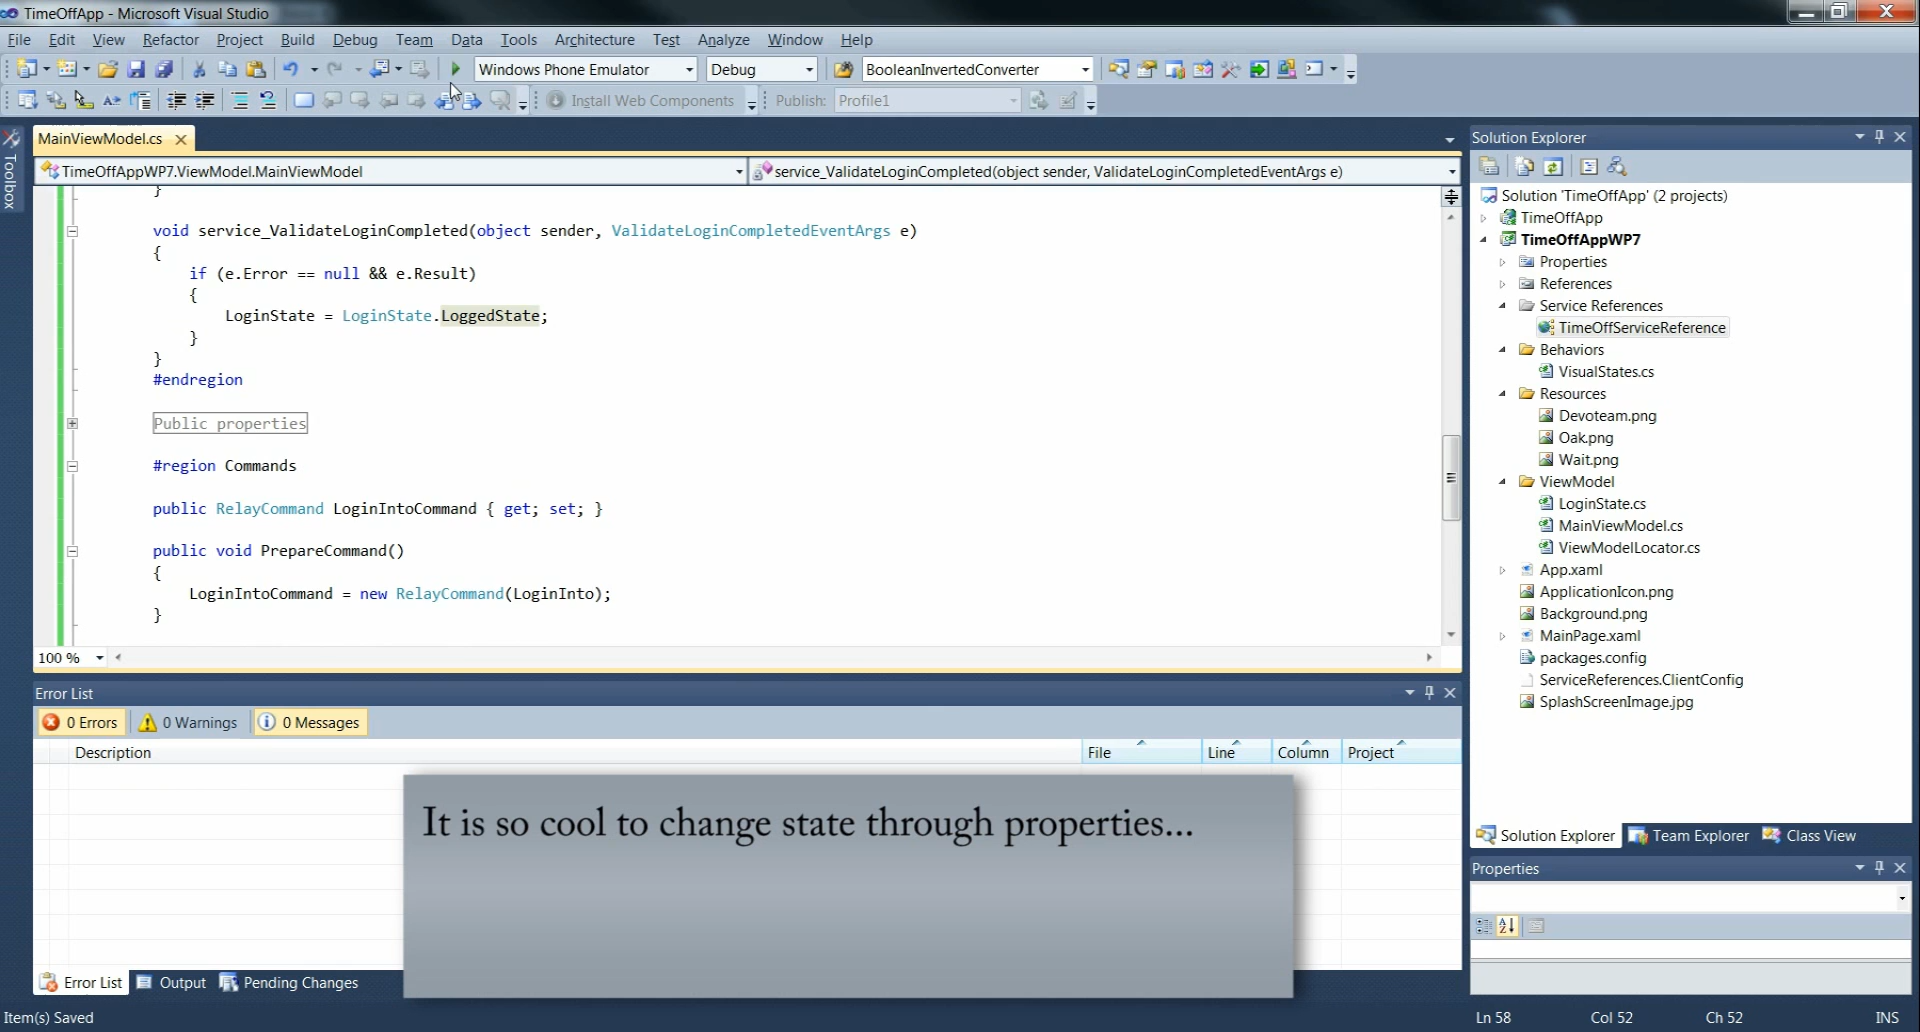 TimeOffApp - Microsoft Visual Studio
File Edit View Refactor Project Build Debug Team Data Tools Architecture Test Analyze Window Help
Windows Phone Emulator Debug BooleanInvertedConverter
Install Web Components Publish: Profile1
Toolbox
MainViewModel.cs
TimeOffAppWP7.ViewModel.MainViewModel service_ValidateLoginCompleted(object sender, ValidateLoginCompletedEventArgs e)
}
void service_ValidateLoginCompleted(object sender, ValidateLoginCompletedEventArgs e)
{
if (e.Error == null && e.Result)
{
LoginState = LoginState.LoggedState;
}
}
#endregion
Public properties
#region Commands
public RelayCommand LoginIntoCommand { get; set; }
public void PrepareCommand()
{
LoginIntoCommand = new RelayCommand(LoginInto);
}
100 %
Error List
0 Errors 0 Warnings 0 Messages
Description File Line Column Project
It is so cool to change state through properties...
Error List Output Pending Changes
Solution Explorer
Solution 'TimeOffApp' (2 projects)
TimeOffApp
TimeOffAppWP7
Properties
References
Service References
TimeOffServiceReference
Behaviors
VisualStates.cs
Resources
Devoteam.png
Oak.png
Wait.png
ViewModel
LoginState.cs
MainViewModel.cs
ViewModelLocator.cs
App.xaml
ApplicationIcon.png
Background.png
MainPage.xaml
packages.config
ServiceReferences.ClientConfig
SplashScreenImage.jpg
Solution Explorer Team Explorer Class View
Properties
Item(s) Saved Ln 58 Col 52 Ch 52 INS